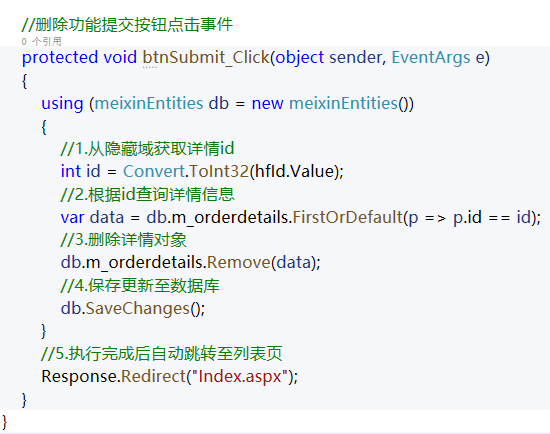 //删除功能提交按钮点击事件
0 个引用
protected void btnSubmit_Click(object sender, EventArgs e)
{
using (meixinEntities db = new meixinEntities())
{
//1.从隐藏域获取详情id
int id = Convert.ToInt32(hfId.Value);
//2.根据id查询详情信息
var data = db.m_orderdetails.FirstOrDefault(p => p.id == id);
//3.删除详情对象
db.m_orderdetails.Remove(data);
//4.保存更新至数据库
db.SaveChanges();
}
//5.执行完成后自动跳转至列表页
Response.Redirect("Index.aspx");
}
}